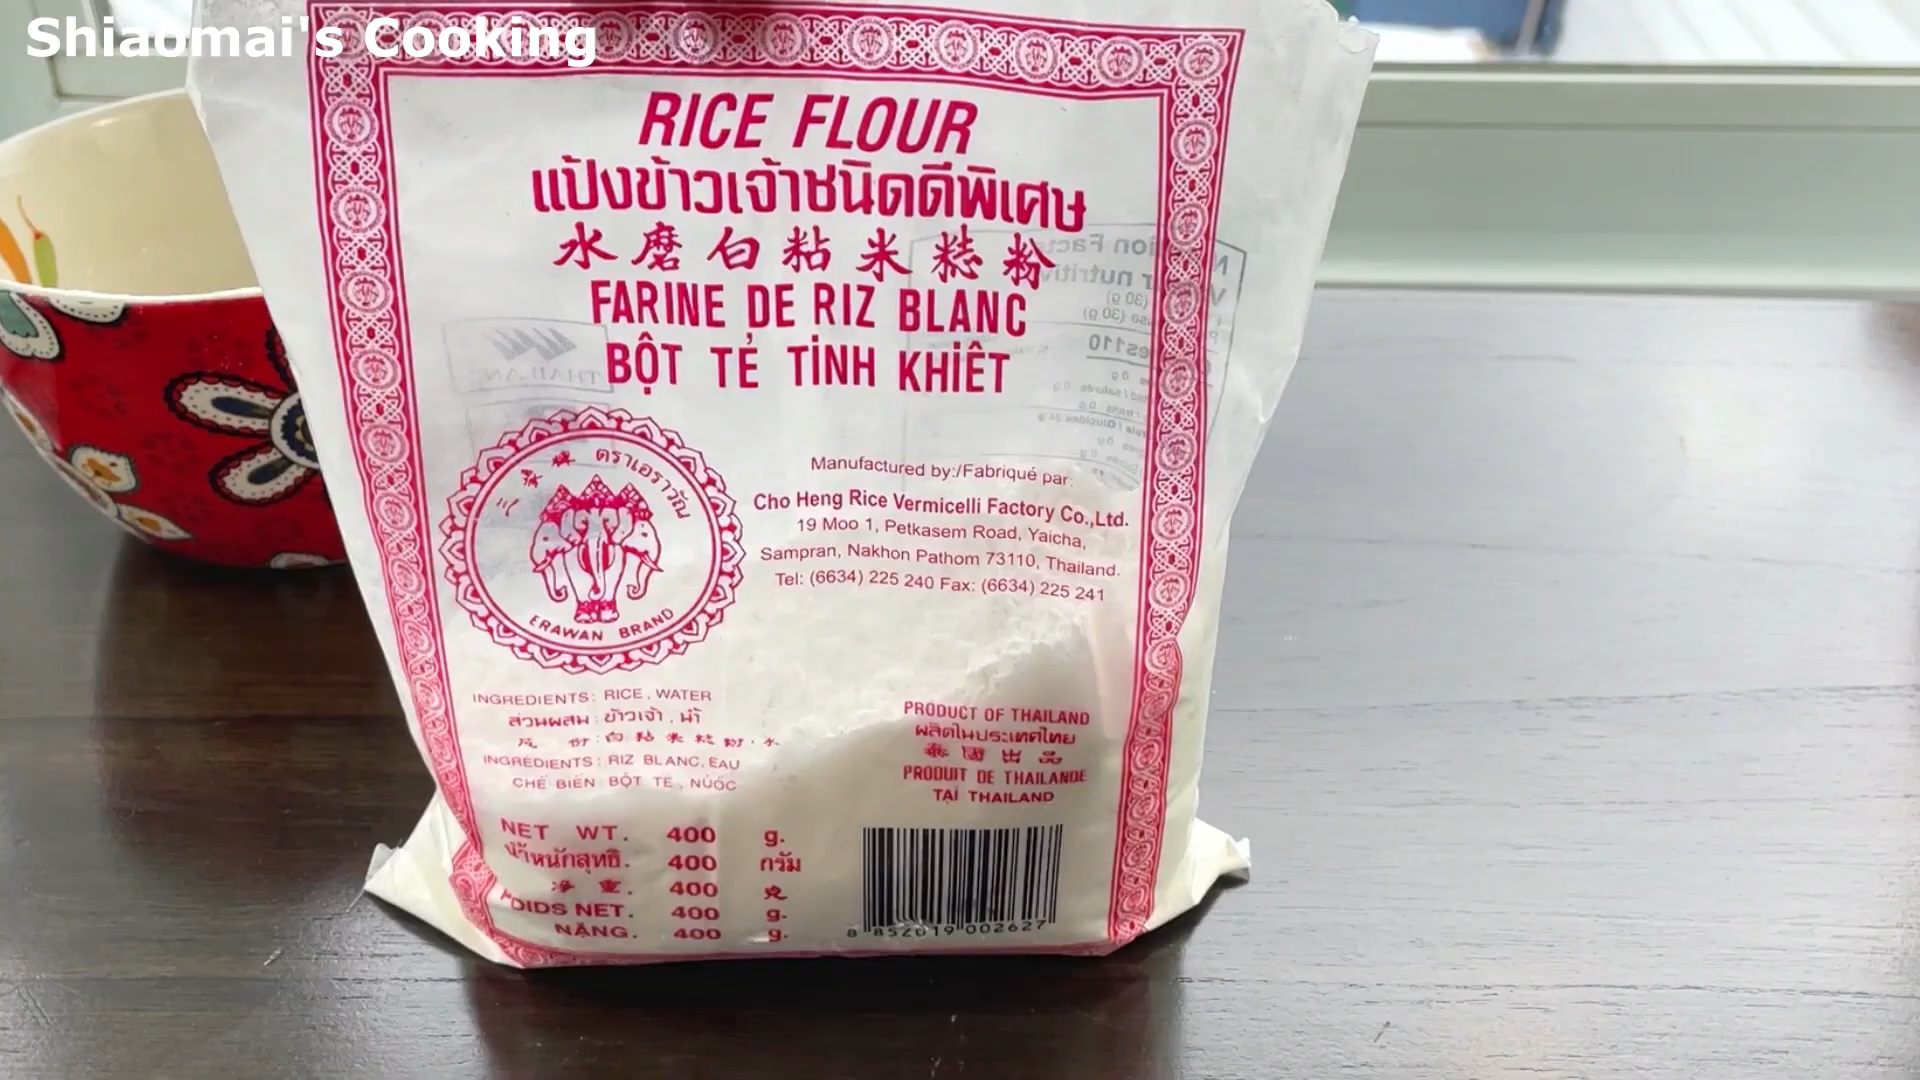 Shiaomai's Cooking
RICE FLOUR
แป้งข้าวเจ้าชนิดดีพิเศษ
水磨白粘米粉
FARINE DE RIZ BLANC
BỘT TẺ TINH KHIÊT
Manufactured by:/Fabriqué par:
Cho Heng Rice Vermicelli Factory Co.,Ltd.
19 Moo 1, Petkasem Road, Yaicha,
Sampran, Nakhon Pathom 73110, Thailand.
Tel: (6634) 225 240 Fax: (6634) 225 241
ตราเอราวัณ
ERAWAN BRAND
INGREDIENTS: RICE, WATER
ส่วนผสม : ข้าวเจ้า, น้ำ
INGRÉDIENTS: RIZ BLANC, EAU
CHẾ BIẾN: BỘT TẺ, NƯỚC
PRODUCT OF THAILAND
ผลิตในประเทศไทย
泰國出品
PRODUIT DE THAILANDE
TẠI THAILAND
NET WT. 400 g.
น้ำหนักสุทธิ. 400 กรัม
淨重. 400 克
POIDS NET. 400 g.
NẶNG. 400 g.
8 852019 002627